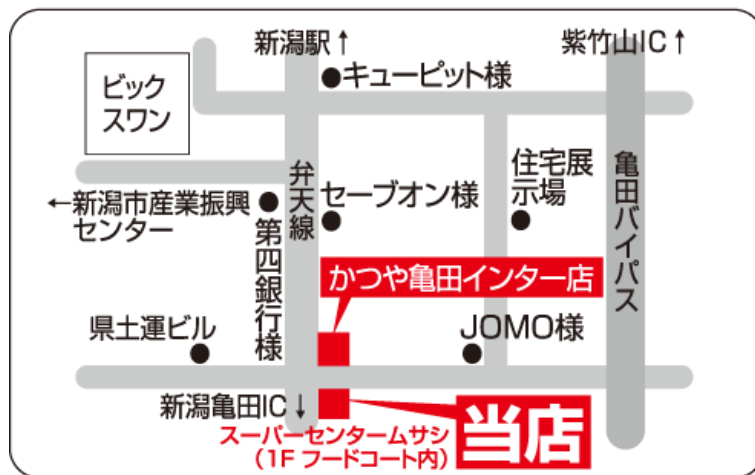 新潟駅↑
紫竹山IC↑
キューピット様
ビック
スワン
住宅展
示場
弁天線
亀田バイパス
セーブオン様
←新潟市産業振興
センター
第四銀行様
かつや亀田インター店
県土運ビル
JOMO様
新潟亀田IC↓
スーパーセンタームサシ
（1F フードコート内）
当店